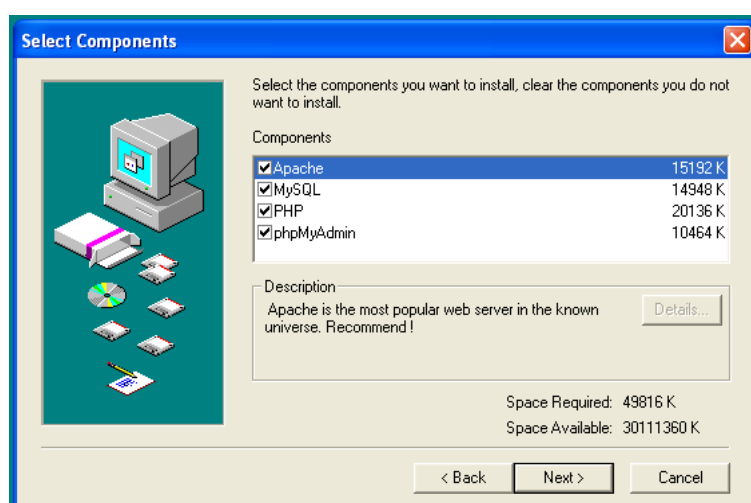 Select Components
Select the components you want to install, clear the components you do not
want to install.
Components
Apache 15192 K
MySQL 14948 K
PHP 20136 K
phpMyAdmin 10464 K
Description
Apache is the most popular web server in the known
universe. Recommend !
Details...
Space Required: 49816 K
Space Available: 30111360 K
< Back Next > Cancel